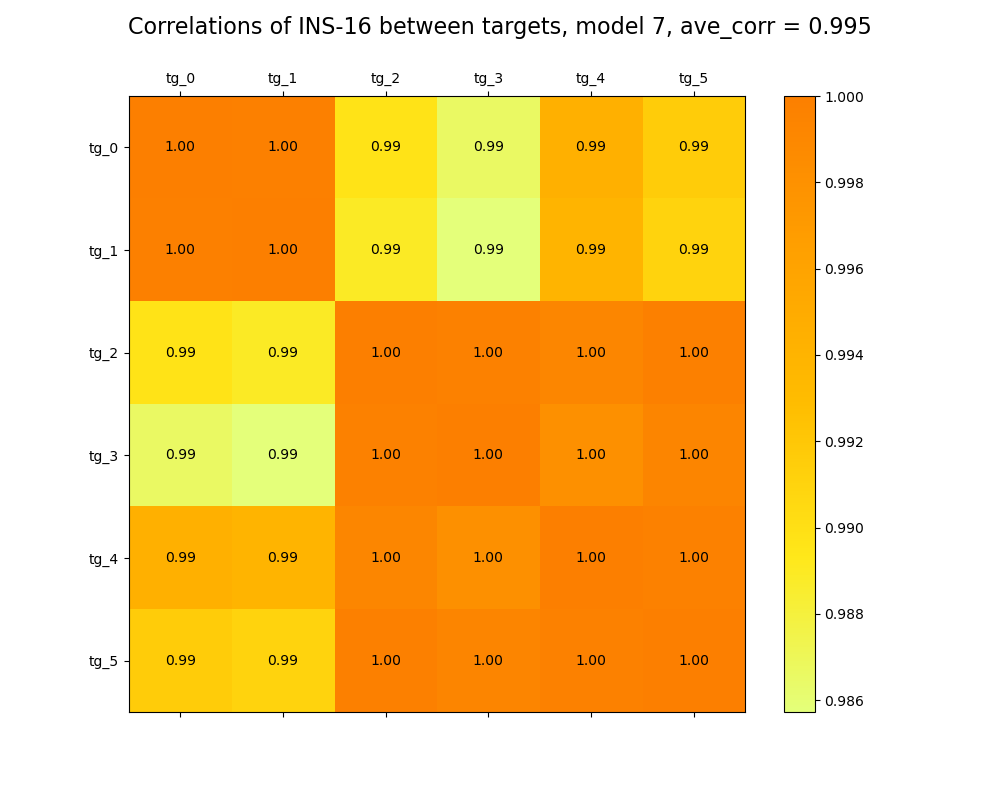 Correlations of INS-16 between targets, model 7, ave_corr = 0.995
tg_0 tg_1 tg_2 tg_3 tg_4 tg_5
tg_0 1.00 1.00 0.99 0.99 0.99 0.99
tg_1 1.00 1.00 0.99 0.99 0.99 0.99
tg_2 0.99 0.99 1.00 1.00 1.00 1.00
tg_3 0.99 0.99 1.00 1.00 1.00 1.00
tg_4 0.99 0.99 1.00 1.00 1.00 1.00
tg_5 0.99 0.99 1.00 1.00 1.00 1.00
1.000
0.998
0.996
0.994
0.992
0.990
0.988
0.986